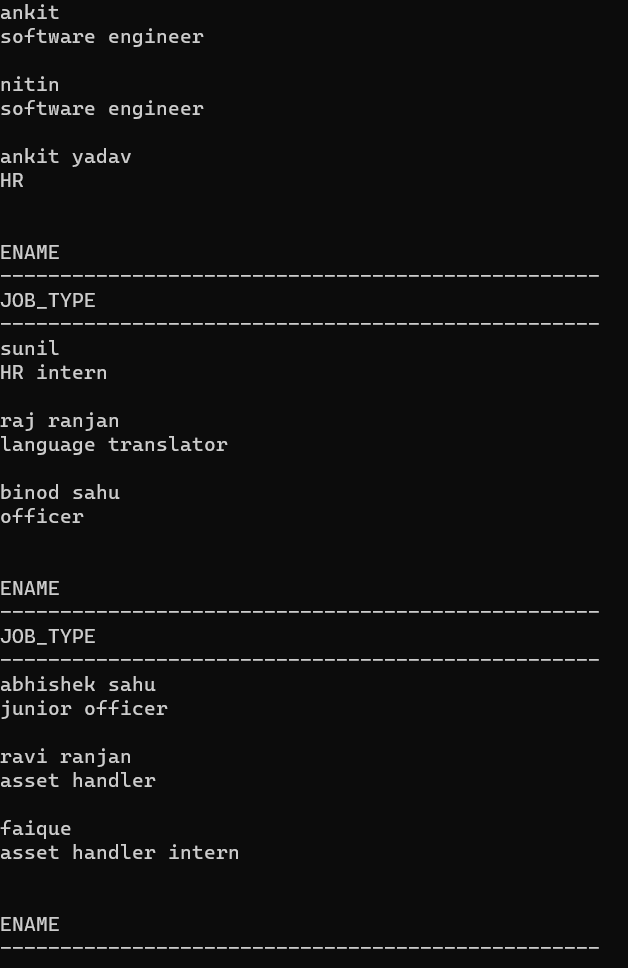 ankit
software engineer
nitin
software engineer
ankit yadav
HR
ENAME
--------------------------------------------------
JOB_TYPE
--------------------------------------------------
sunil
HR intern
raj ranjan
language translator
binod sahu
officer
ENAME
--------------------------------------------------
JOB_TYPE
--------------------------------------------------
abhishek sahu
junior officer
ravi ranjan
asset handler
faique
asset handler intern
ENAME
--------------------------------------------------